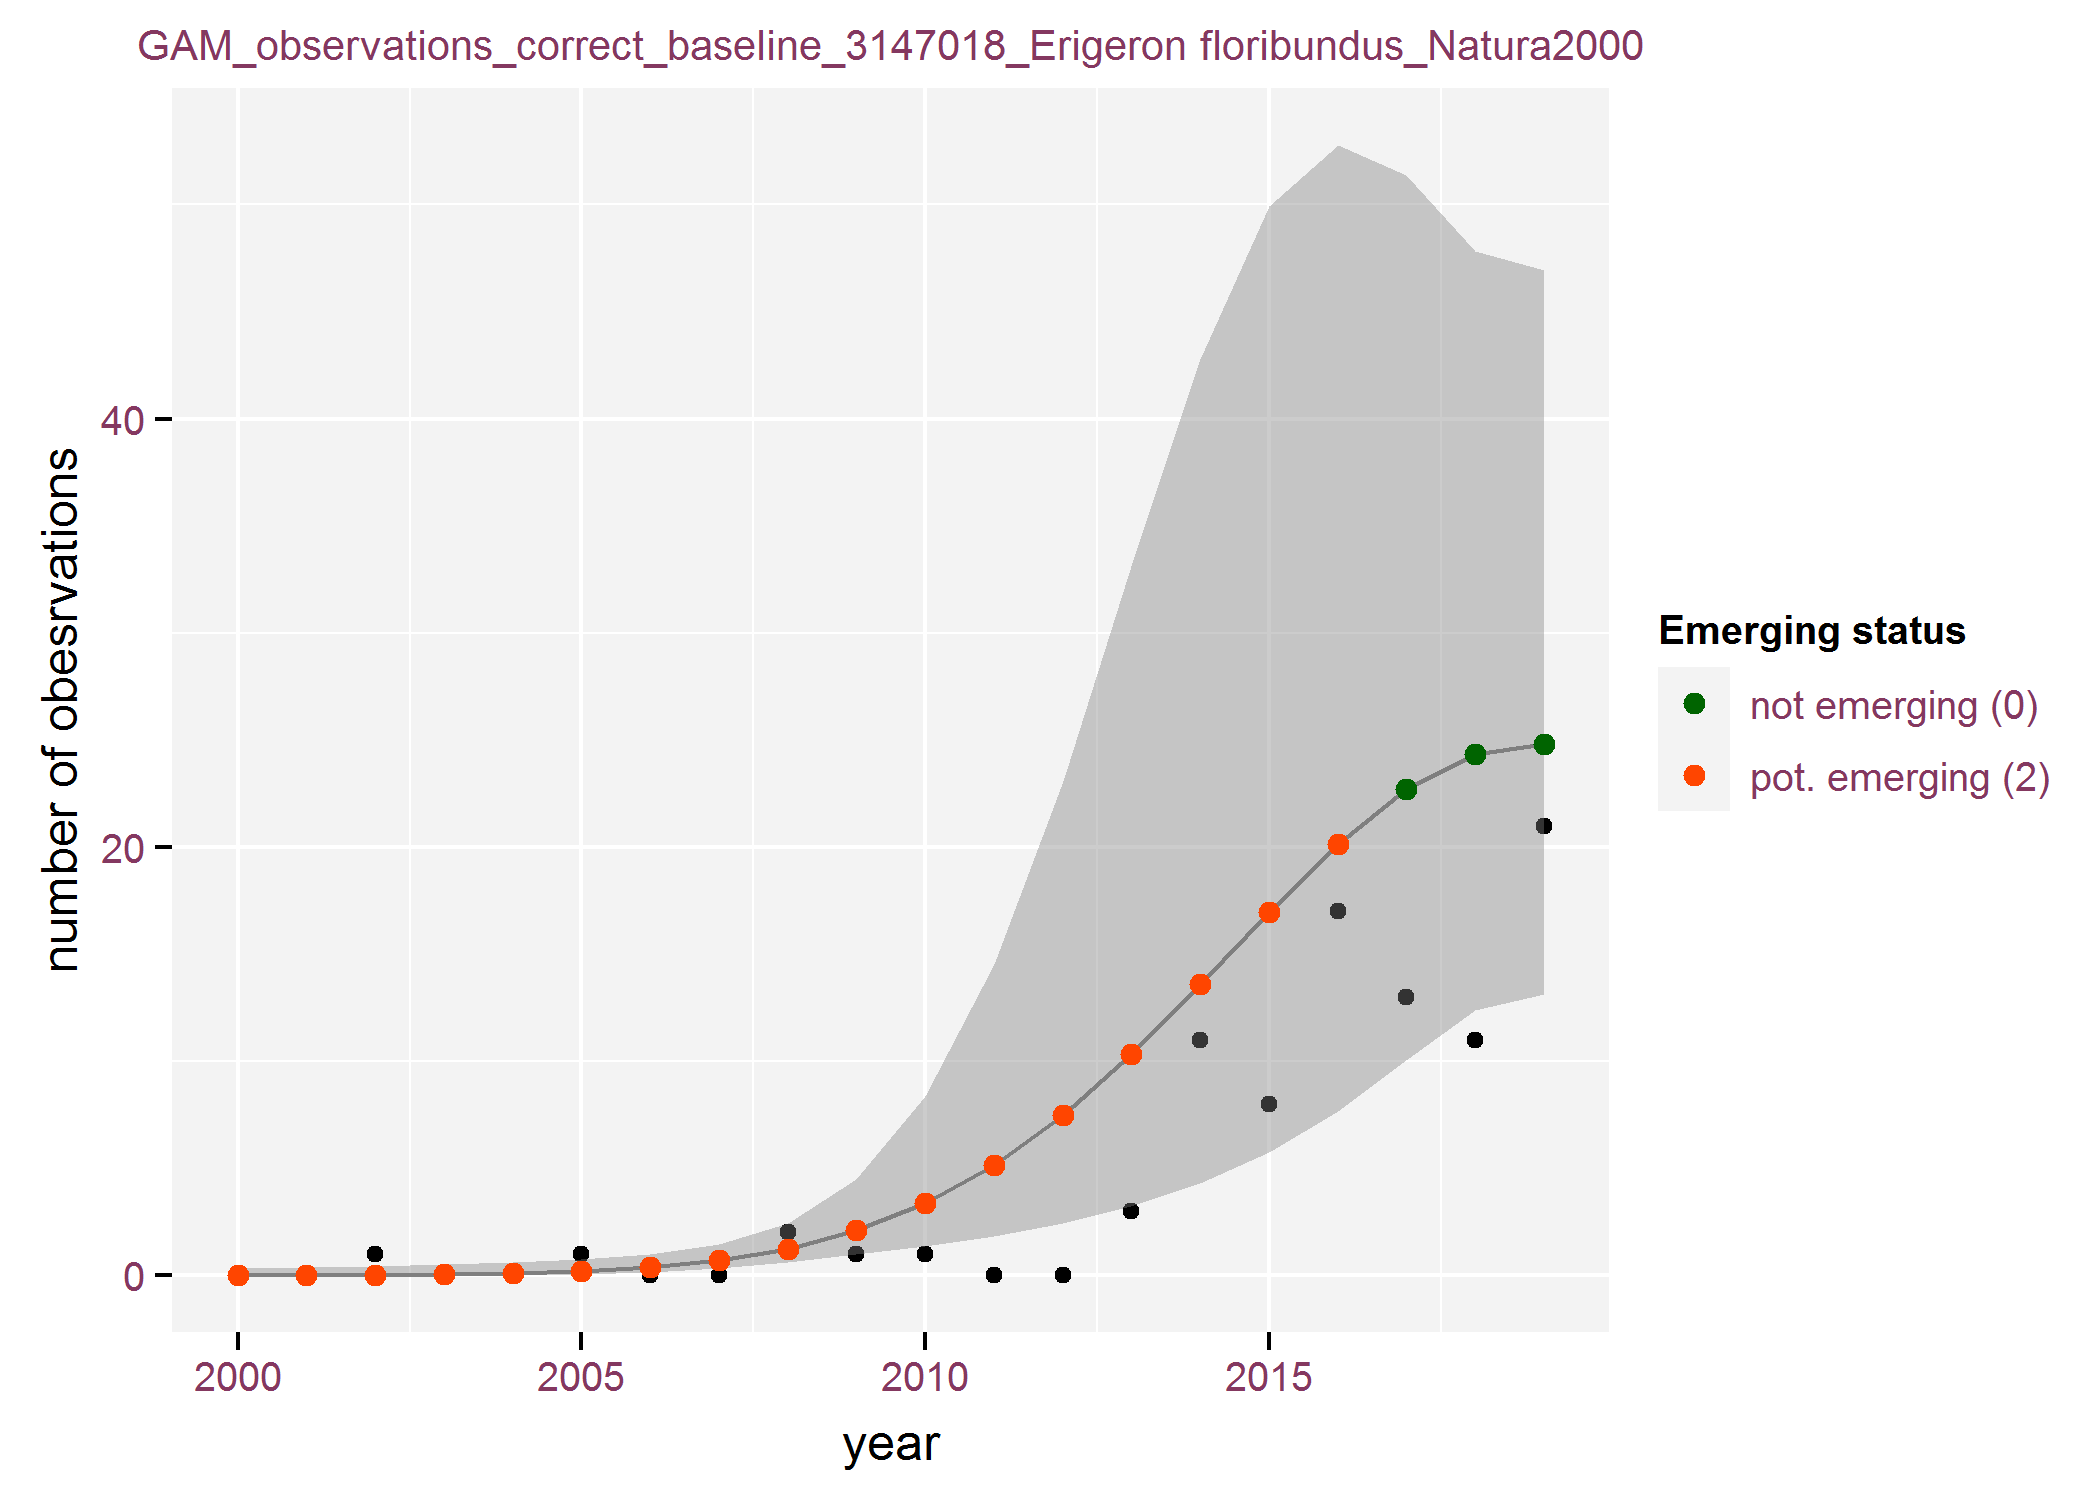 GAM_observations_correct_baseline_3147018_Erigeron floribundus_Natura2000
number of obesrvations
40
20
0
2000
2005
2010
2015
year
Emerging status
not emerging (0)
pot. emerging (2)